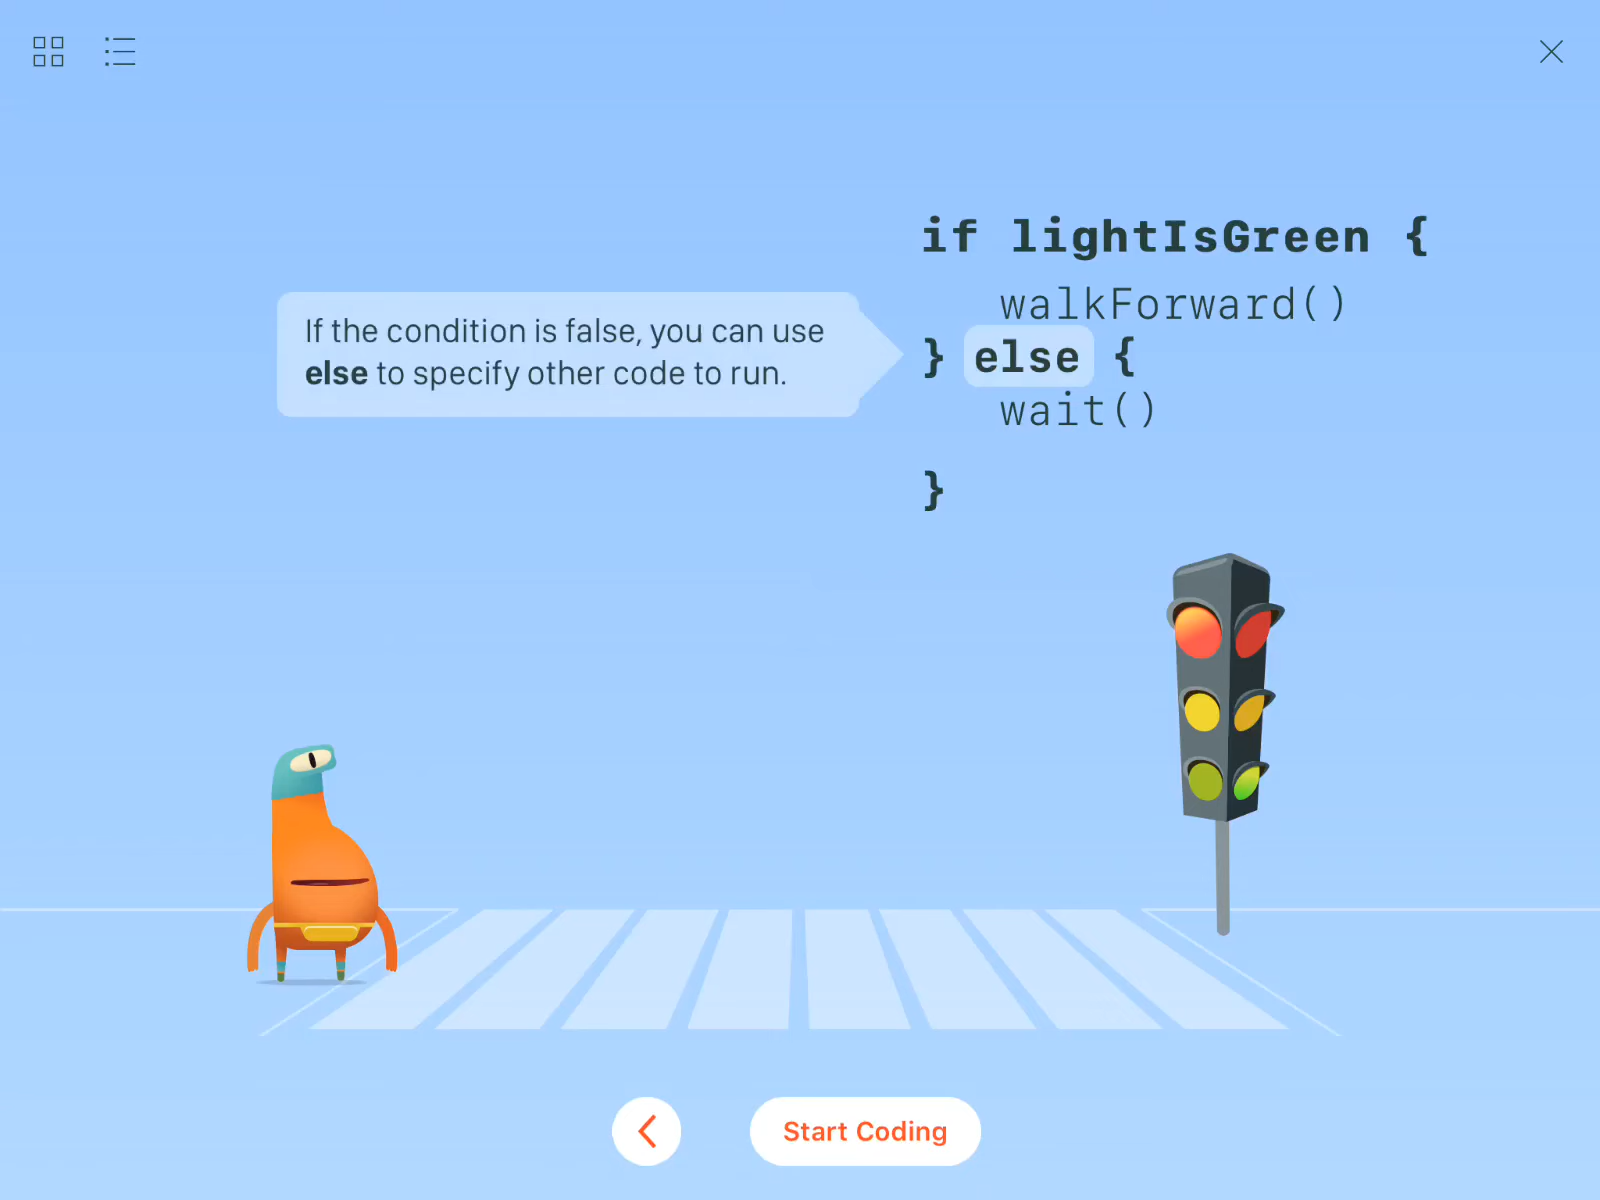 if lightIsGreen {
walkForward()
} else {
wait()
}
If the condition is false, you can use
else to specify other code to run.
Start Coding